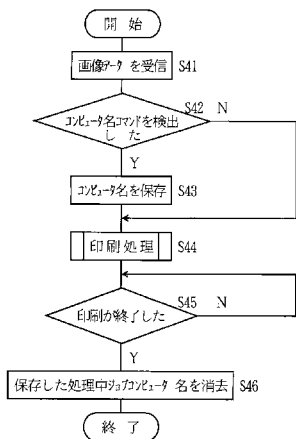 開始
画像データ を受信 S41
S42 N
コンピュータ名コマンドを検出
した
Y
コンピュータ名を保存 S43
印刷処理 S44
S45
印刷が終了した N
Y
保存した処理中ジョブコンピュータ 名を消去 S46
終了